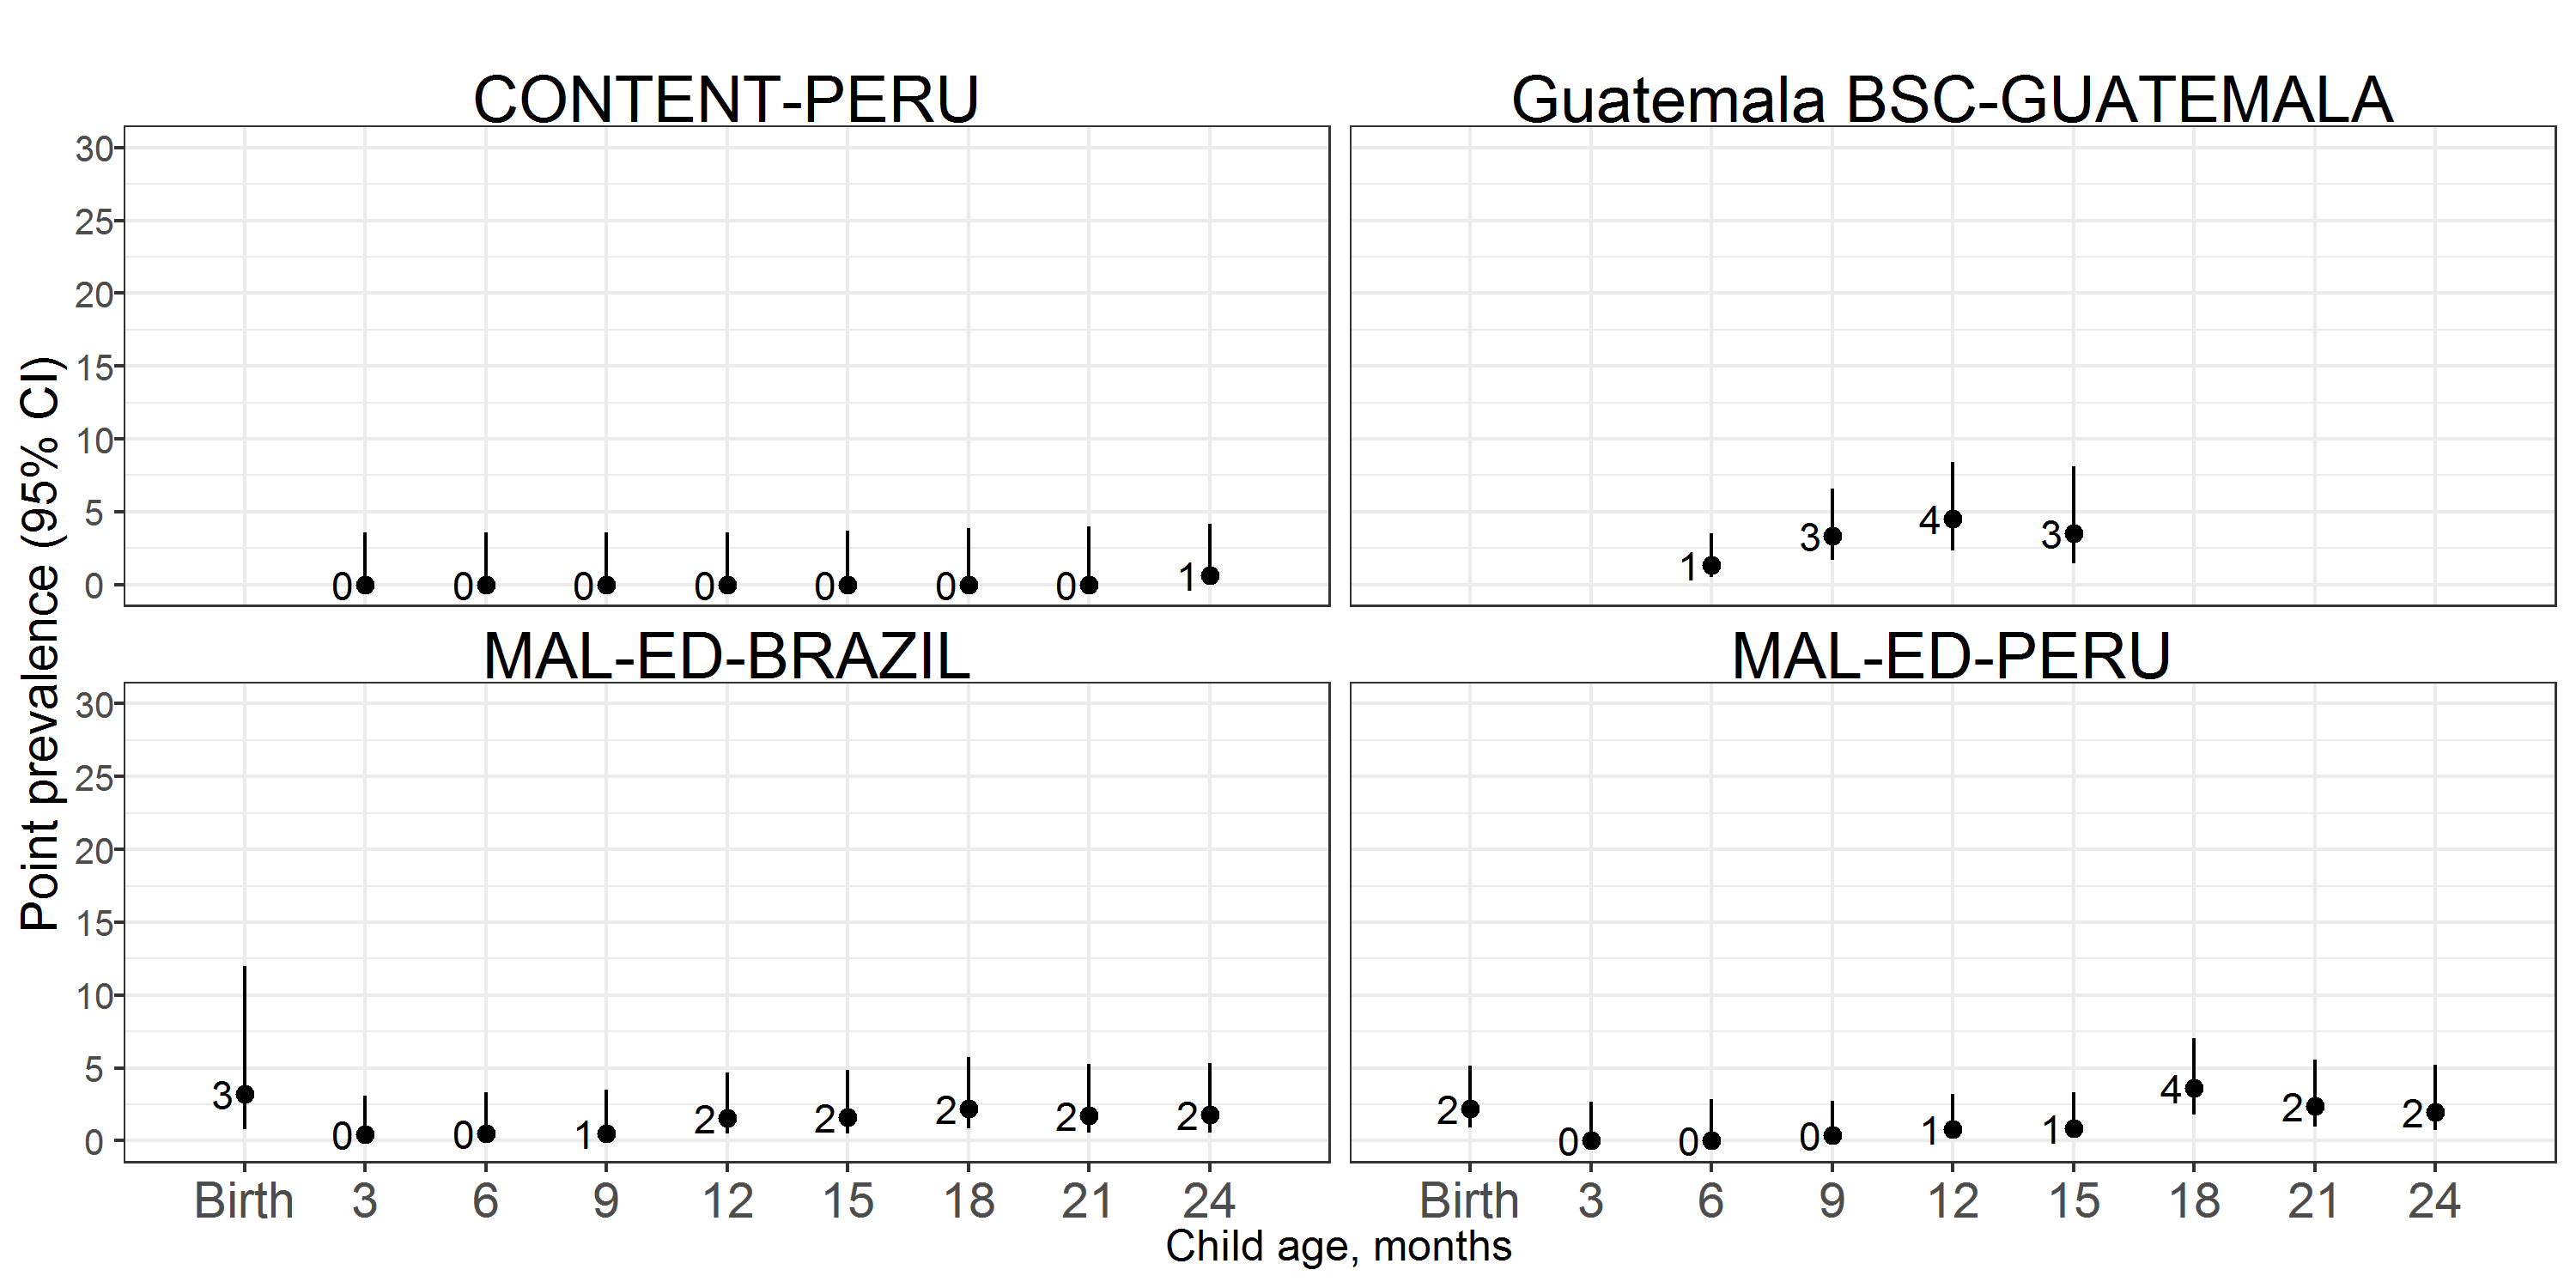 CONTENT-PERU
Guatemala BSC-GUATEMALA
30
25
20
15
10
5
0
0 0 0 0 0 0 0 1
1 3 4 3
MAL-ED-BRAZIL
MAL-ED-PERU
30
25
20
15
10
5
0
3 0 0 1 2 2 2 2 2
2 0 0 0 1 1 4 2 2
Birth 3 6 9 12 15 18 21 24
Birth 3 6 9 12 15 18 21 24
Child age, months
Point prevalence (95% CI)